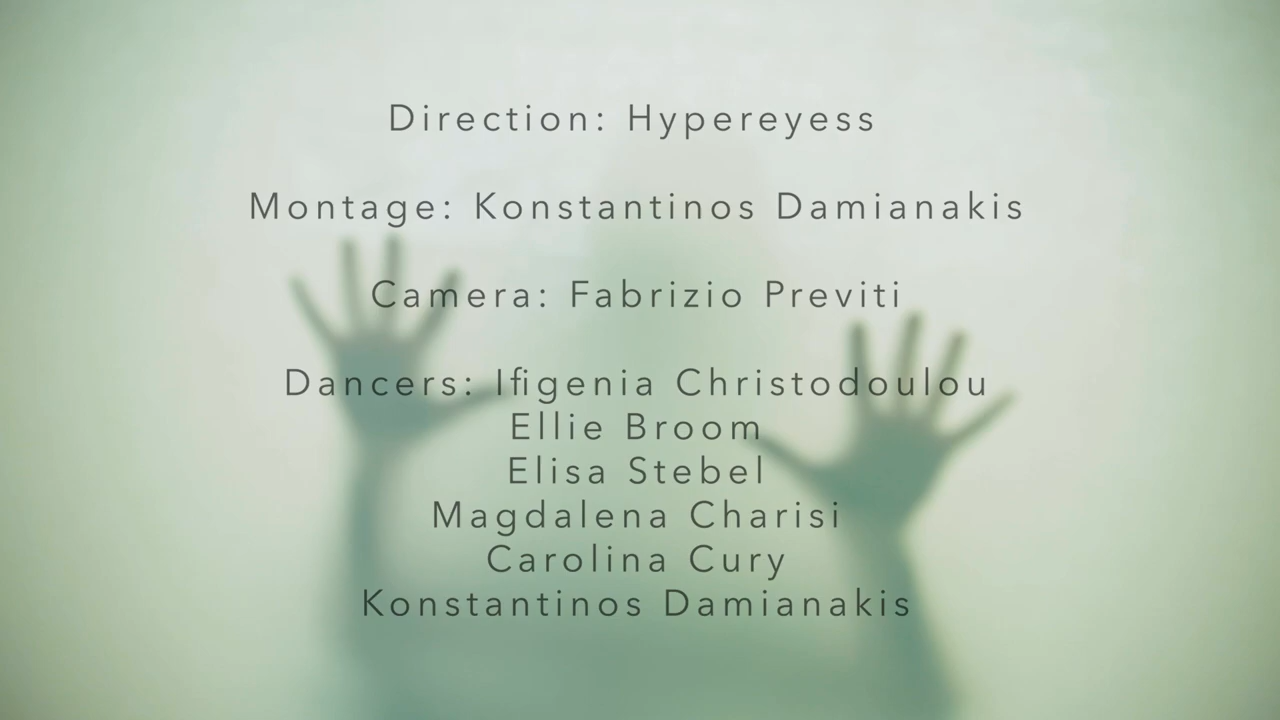 Direction: Hypereyess
Montage: Konstantinos Damianakis
Camera: Fabrizio Previti
Dancers: Ifigenia Christodoulou
Ellie Broom
Elisa Stebel
Magdalena Charisi
Carolina Cury
Konstantinos Damianakis